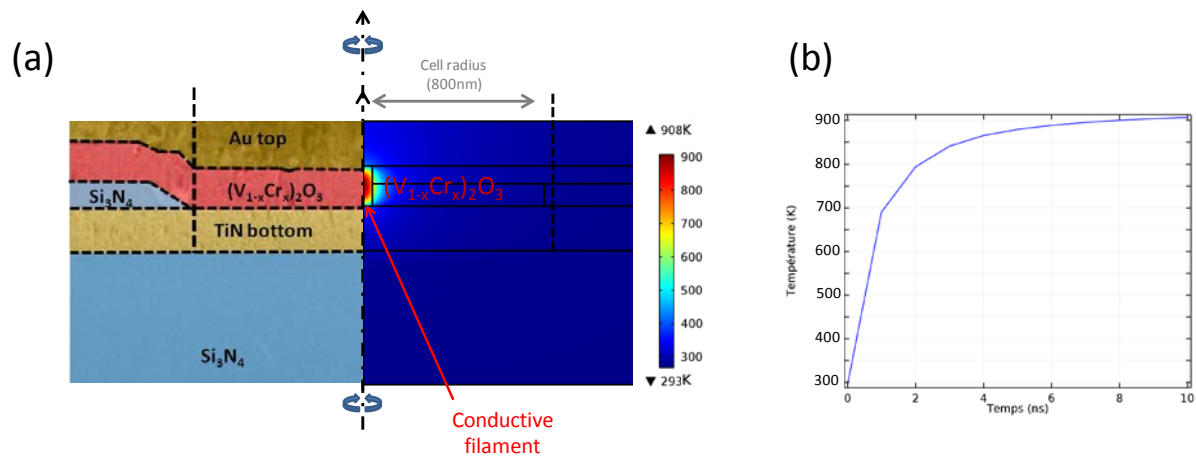 (a)
Cell radius
(800nm)
Au top
(V₁₋ₓCrₓ)₂O₃
Si₃N₄
TiN bottom
Si₃N₄
(V₁₋ₓCrₓ)₂O₃
Conductive
filament
▲ 908K
900
800
700
600
500
400
300
▼ 293K
(b)
Température (K)
900
800
700
600
500
400
300
0
2
4
6
8
10
Temps (ns)